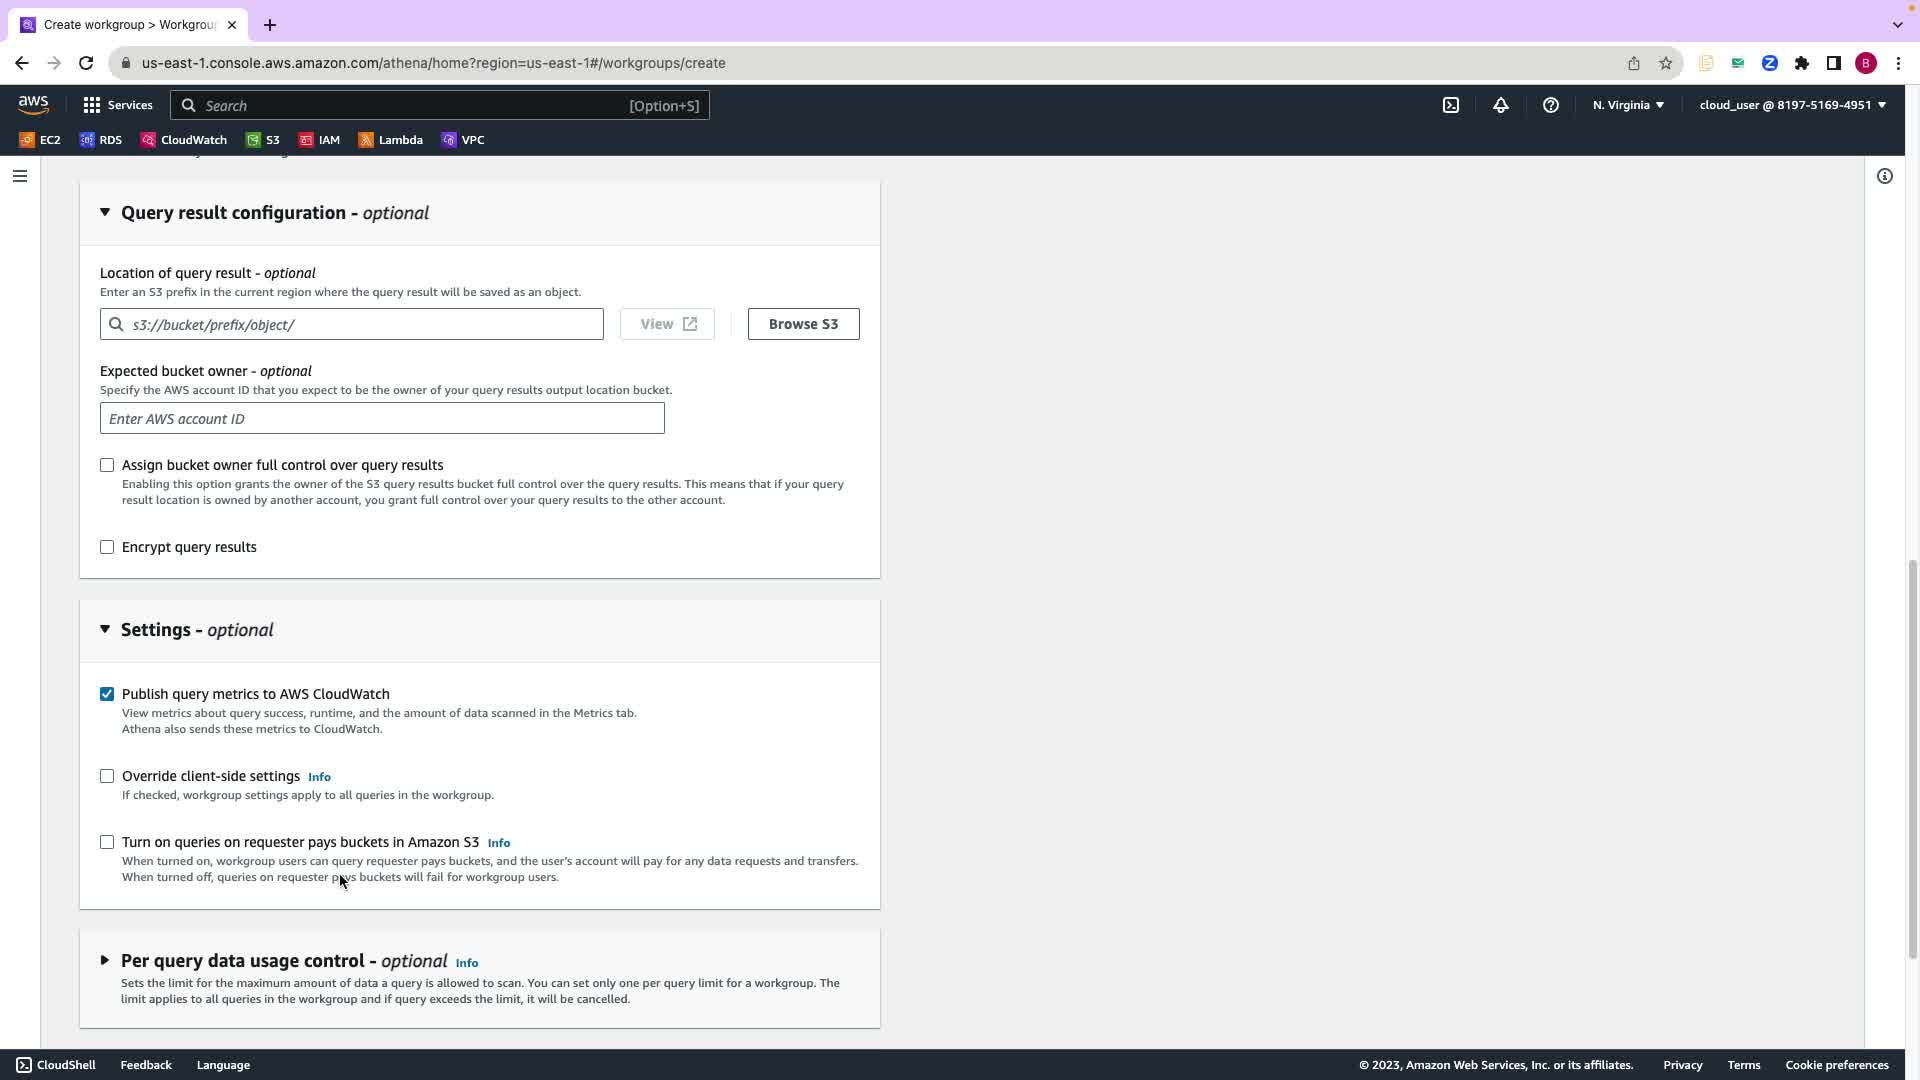 Create workgroup > Workgrou
us-east-1.console.aws.amazon.com/athena/home?region=us-east-1#/workgroups/create
B
aws
Services
Search
[Option+S]
N. Virginia
cloud_user @ 8197-5169-4951
EC2
RDS
CloudWatch
S3
IAM
Lambda
VPC
Query result configuration - optional
Location of query result - optional
Enter an S3 prefix in the current region where the query result will be saved as an object.
s3://bucket/prefix/object/
View
Browse S3
Expected bucket owner - optional
Specify the AWS account ID that you expect to be the owner of your query results output location bucket.
Enter AWS account ID
Assign bucket owner full control over query results
Enabling this option grants the owner of the S3 query results bucket full control over the query results. This means that if your query
result location is owned by another account, you grant full control over your query results to the other account.
Encrypt query results
Settings - optional
Publish query metrics to AWS CloudWatch
View metrics about query success, runtime, and the amount of data scanned in the Metrics tab.
Athena also sends these metrics to CloudWatch.
Override client-side settings Info
If checked, workgroup settings apply to all queries in the workgroup.
Turn on queries on requester pays buckets in Amazon S3 Info
When turned on, workgroup users can query requester pays buckets, and the user's account will pay for any data requests and transfers.
When turned off, queries on requester pays buckets will fail for workgroup users.
Per query data usage control - optional Info
Sets the limit for the maximum amount of data a query is allowed to scan. You can set only one per query limit for a workgroup. The
limit applies to all queries in the workgroup and if query exceeds the limit, it will be cancelled.
CloudShell
Feedback
Language
© 2023, Amazon Web Services, Inc. or its affiliates.
Privacy
Terms
Cookie preferences